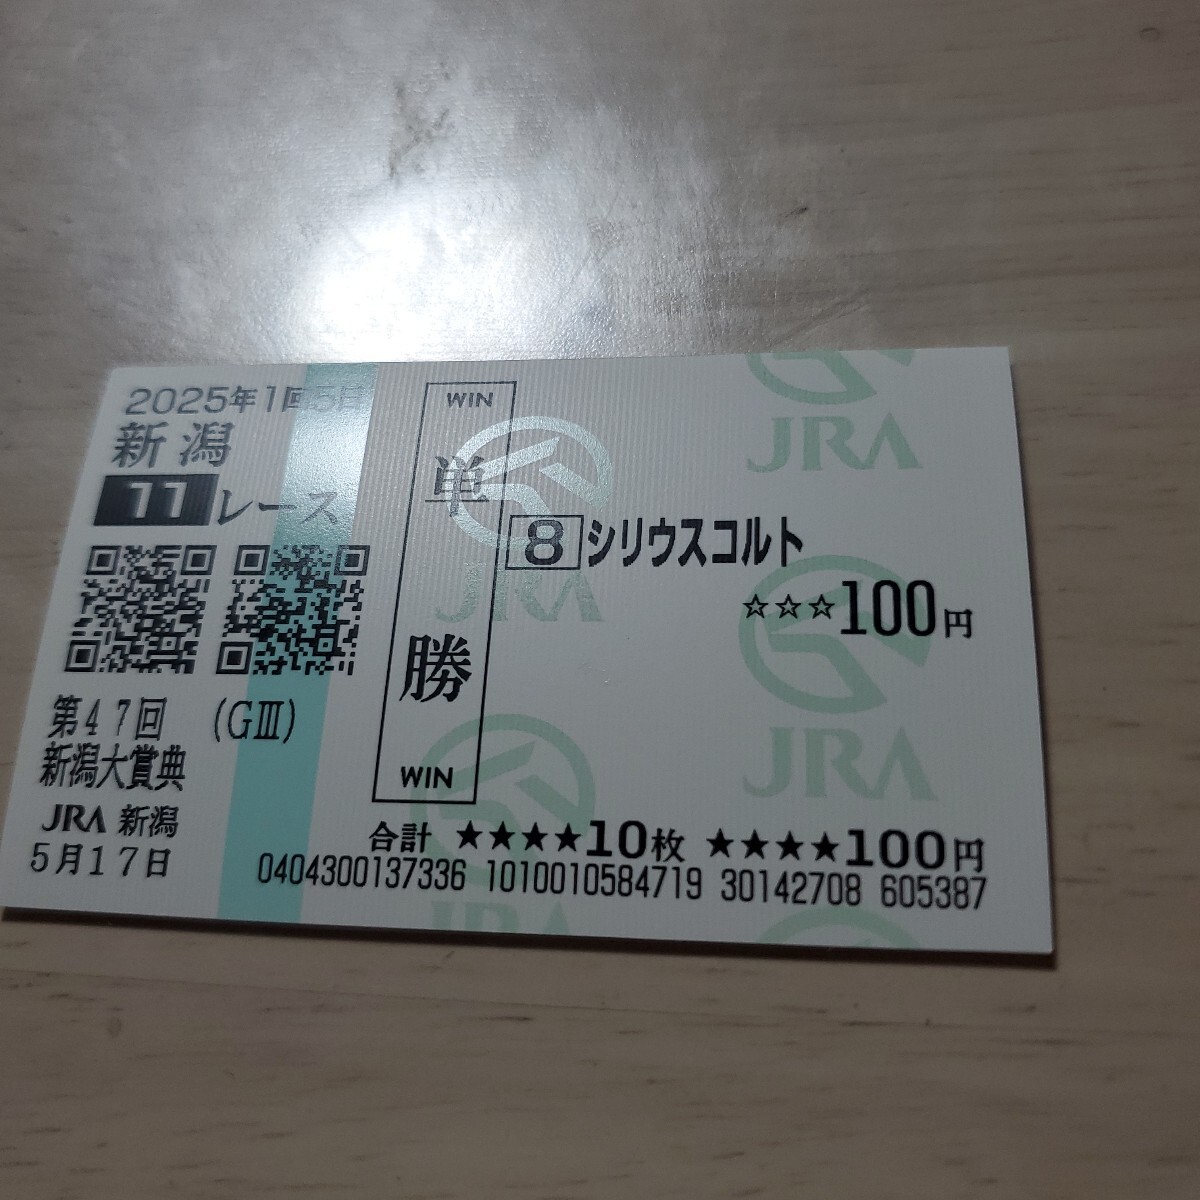 2025年1回5日
新潟
11レース
第47回 (GⅢ)
新潟大賞典
JRA 新潟
5月17日
WIN
単勝
WIN
8 シリウスコルト
☆☆☆100円
合計 ★★★★10枚 ★★★★100円
0404300137336 1010010584719 30142708 605387
JRA
JRA
JRA
JRA